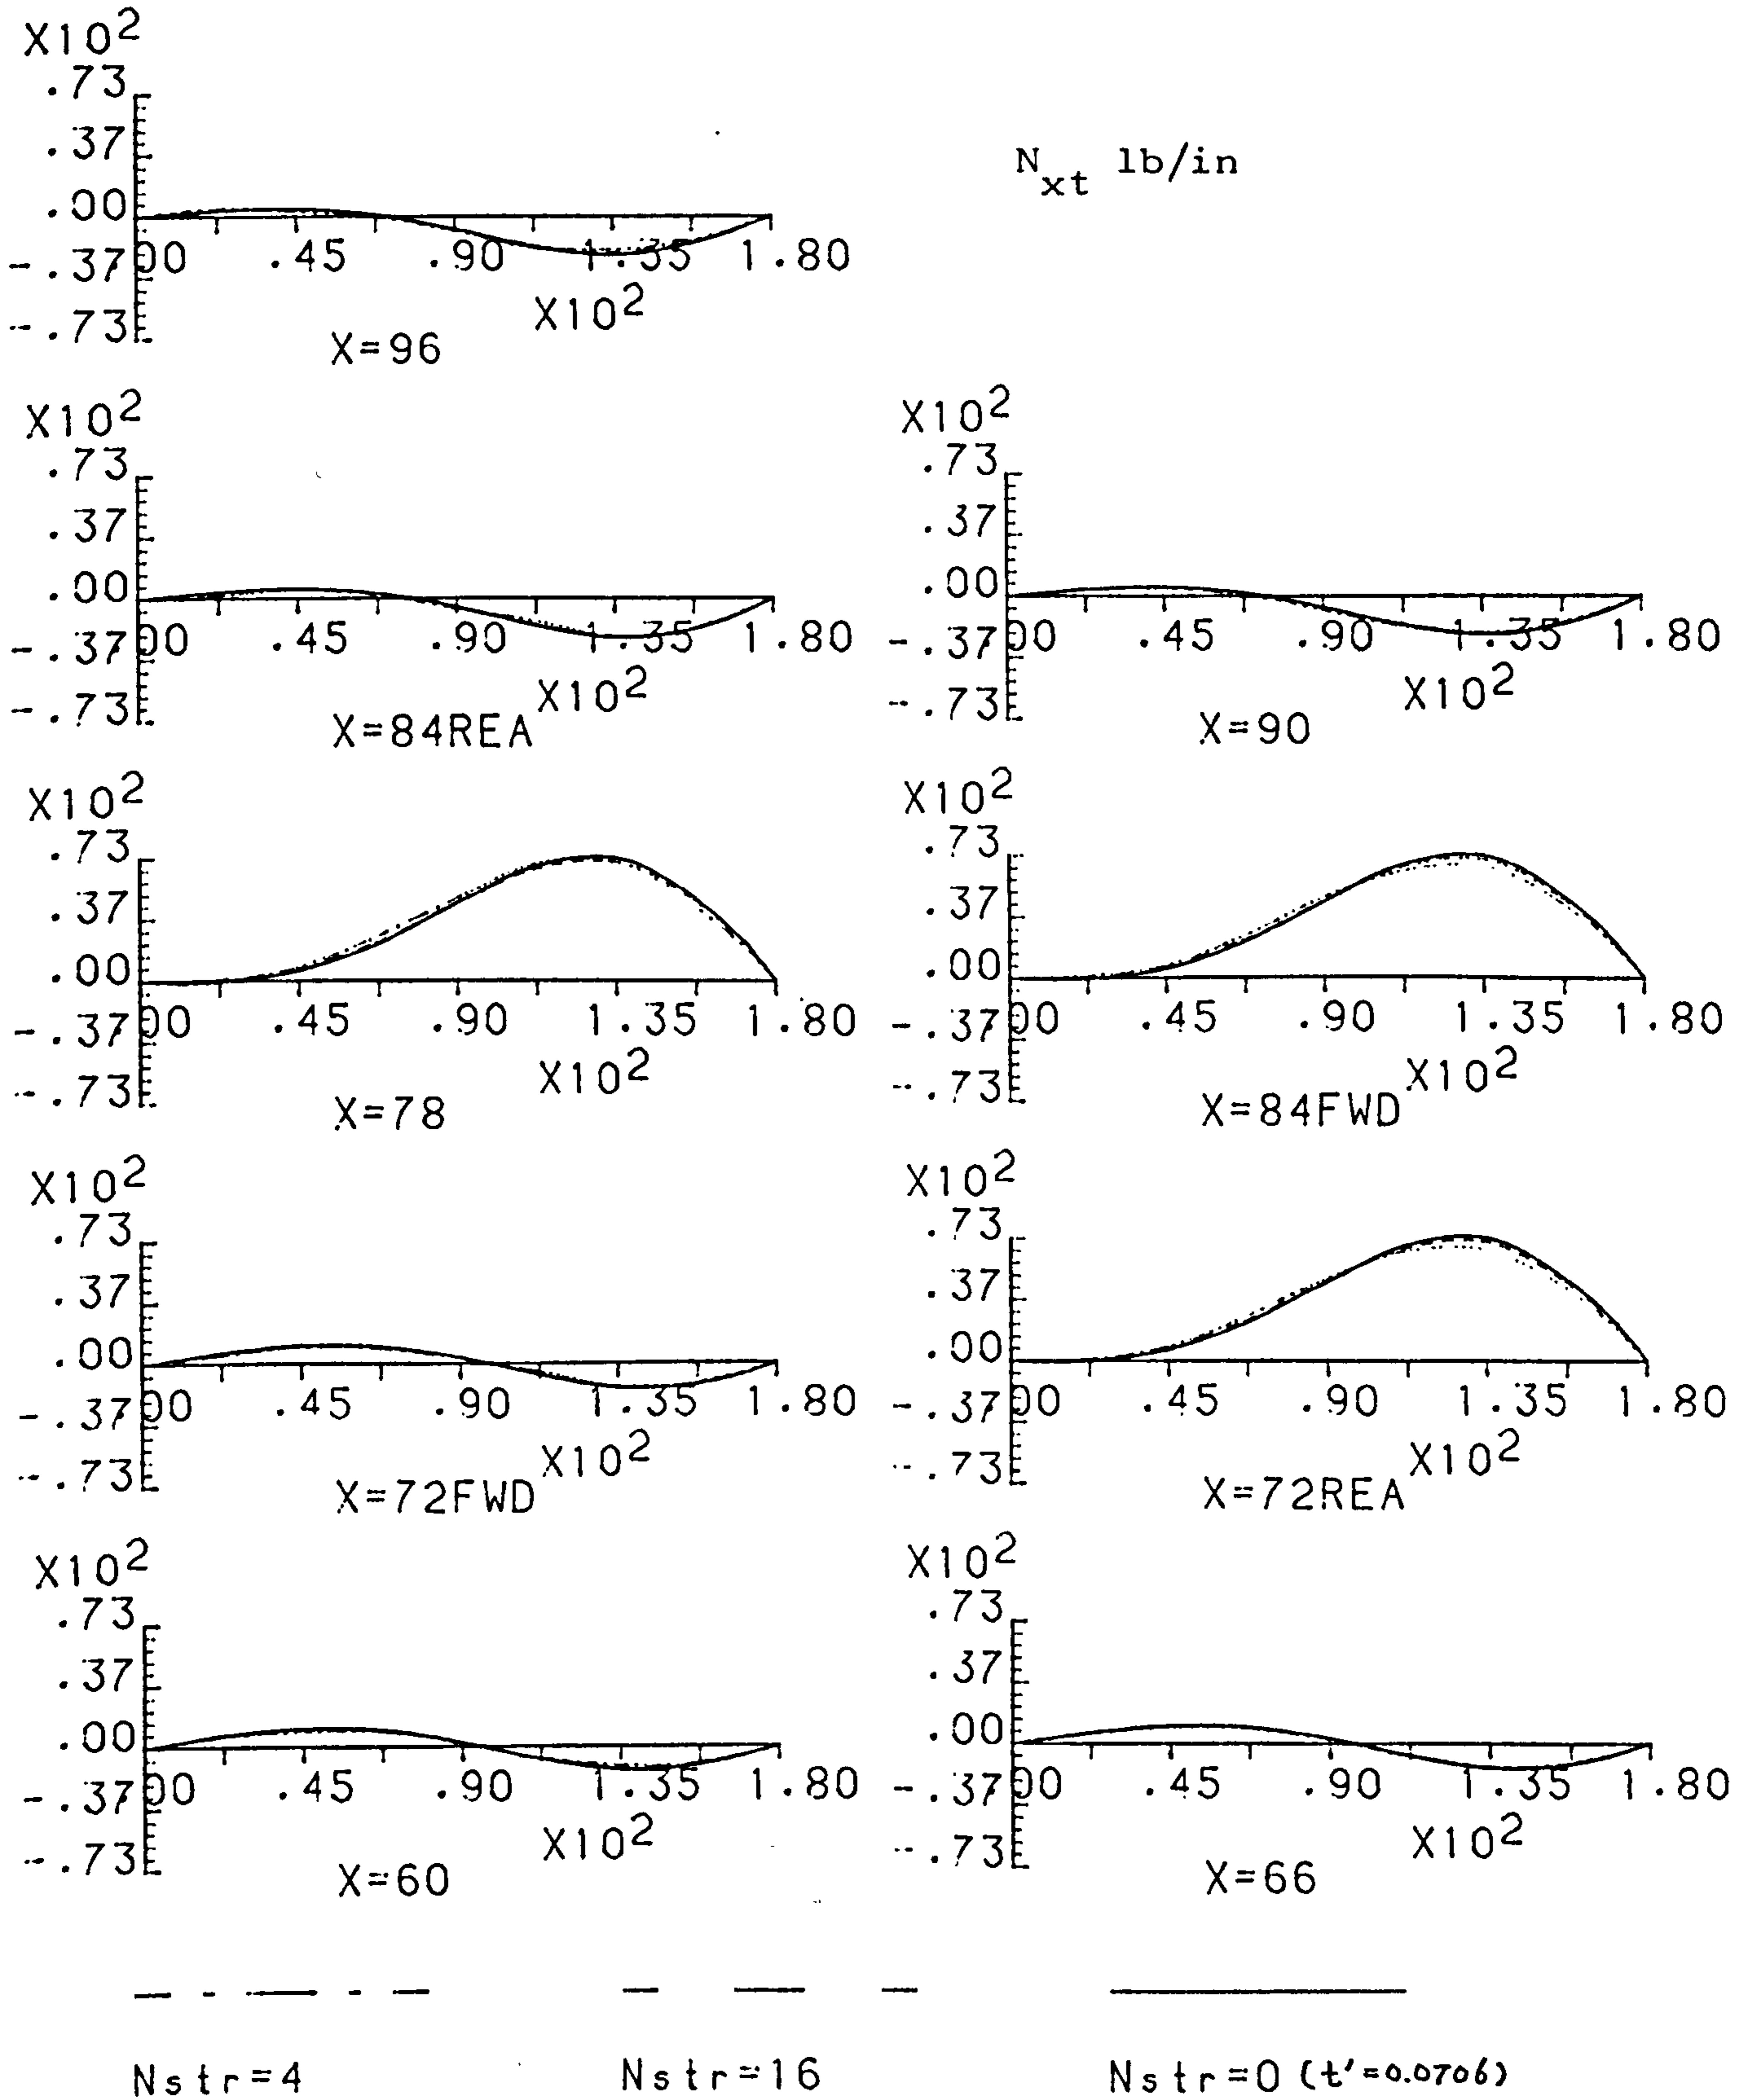 X10²
.73
.37
.00
-.37
-.73
.00 .45 .90 1.35 1.80
X10²
X=96
N_xt lb/in
X10²
.73
.37
.00
-.37
-.73
.00 .45 .90 1.35 1.80
X10²
X=84REA
X10²
.73
.37
.00
-.37
-.73
.00 .45 .90 1.35 1.80
X10²
X=90
X10²
.73
.37
.00
-.37
-.73
.00 .45 .90 1.35 1.80
X10²
X=78
X10²
.73
.37
.00
-.37
-.73
.00 .45 .90 1.35 1.80
X10²
X=84FWD
X10²
.73
.37
.00
-.37
-.73
.00 .45 .90 1.35 1.80
X10²
X=72FWD
X10²
.73
.37
.00
-.37
-.73
.00 .45 .90 1.35 1.80
X10²
X=72REA
X10²
.73
.37
.00
-.37
-.73
.00 .45 .90 1.35 1.80
X10²
X=60
X10²
.73
.37
.00
-.37
-.73
.00 .45 .90 1.35 1.80
X10²
X=66
Nstr=4
Nstr=16
Nstr=0 (t'=0.0706)